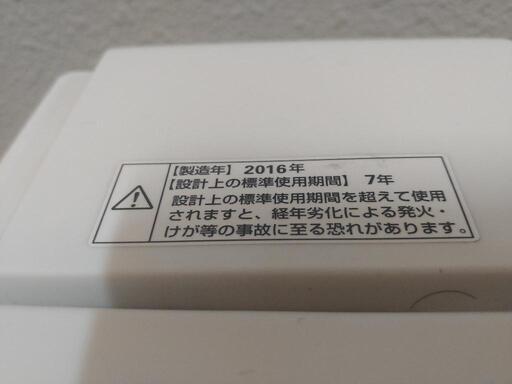 【製造年】 2016年
【設計上の標準使用期間】 7年
設計上の標準使用期間を超えて使用
されますと、経年劣化による発火・
けが等の事故に至る恐れがあります。